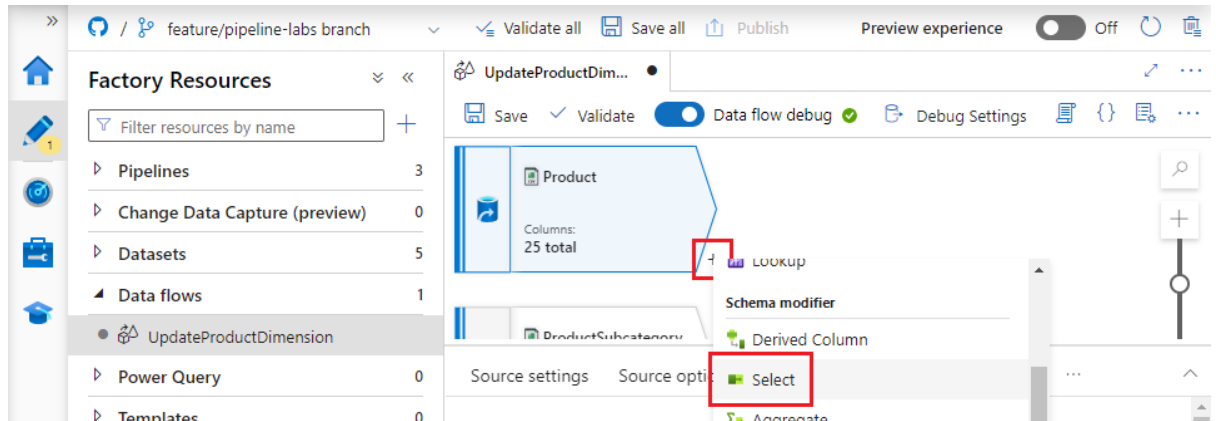 feature/pipeline-labs branch
Validate all
Save all
Publish
Preview experience
Off
1
Factory Resources
Filter resources by name
Pipelines 3
Change Data Capture (preview) 0
Datasets 5
Data flows 1
UpdateProductDimension
Power Query 0
Templates 0
UpdateProductDim...
Save
Validate
Data flow debug
Debug Settings
Product
Columns:
25 total
Lookup
Schema modifier
Derived Column
Select
Aggregate
ProductSubcategory
Source settings
Source optio